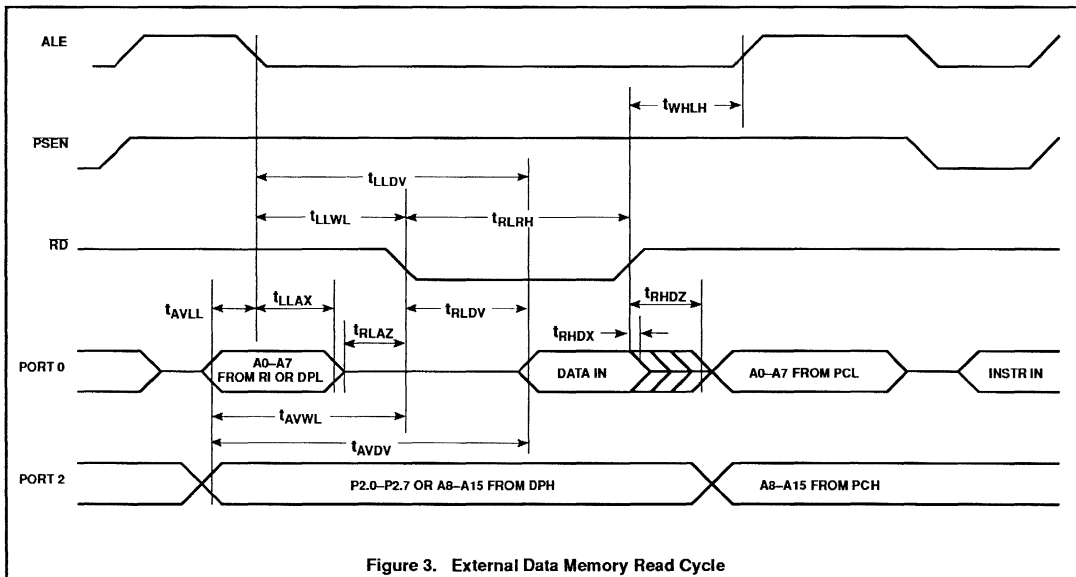 ALE
tWHLH
PSEN
tLLDV
tLLWL
tRLRH
RD
tAVLL
tLLAX
tRLDV
tRHDZ
tRLAZ
tRHDX
PORT 0
A0–A7
FROM RI OR DPL
DATA IN
A0–A7 FROM PCL
INSTR IN
tAVWL
tAVDV
PORT 2
P2.0–P2.7 OR A8–A15 FROM DPH
A8–A15 FROM PCH
Figure 3. External Data Memory Read Cycle